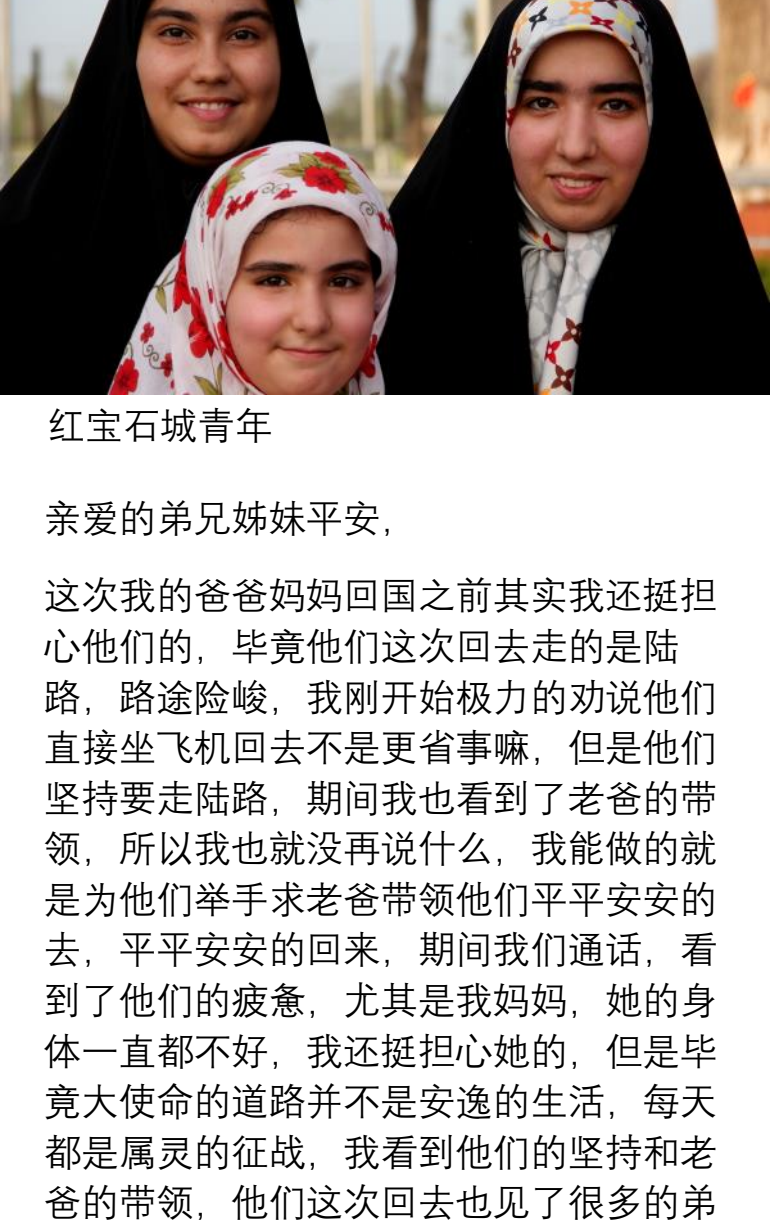 红宝石城青年
亲爱的弟兄姊妹平安，
这次我的爸爸妈妈回国之前其实我还挺担
心他们的，毕竟他们这次回去走的是陆
路，路途险峻，我刚开始极力的劝说他们
直接坐飞机回去不是更省事嘛，但是他们
坚持要走陆路，期间我也看到了老爸的带
领，所以我也就没再说什么，我能做的就
是为他们举手求老爸带领他们平平安安的
去，平平安安的回来，期间我们通话，看
到了他们的疲惫，尤其是我妈妈，她的身
体一直都不好，我还挺担心她的，但是毕
竟大使命的道路并不是安逸的生活，每天
都是属灵的征战，我看到他们的坚持和老
爸的带领，他们这次回去也见了很多的弟